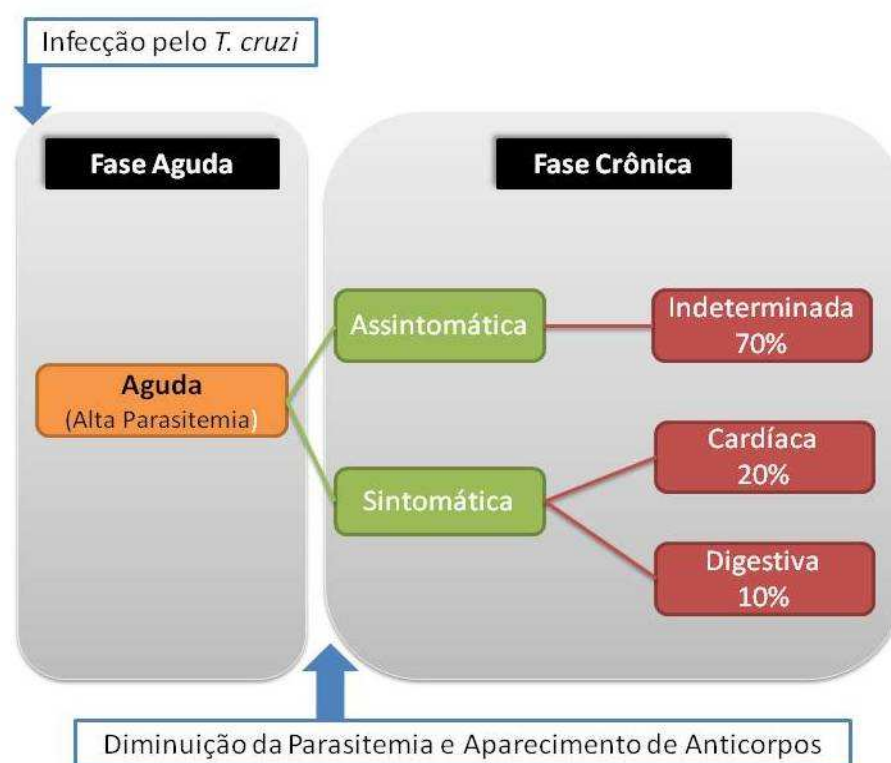 Infecção pelo T. cruzi
Fase Aguda
Fase Crônica
Aguda
(Alta Parasitemia)
Assintomática
Indeterminada
70%
Sintomática
Cardíaca
20%
Digestiva
10%
Diminuição da Parasitemia e Aparecimento de Anticorpos